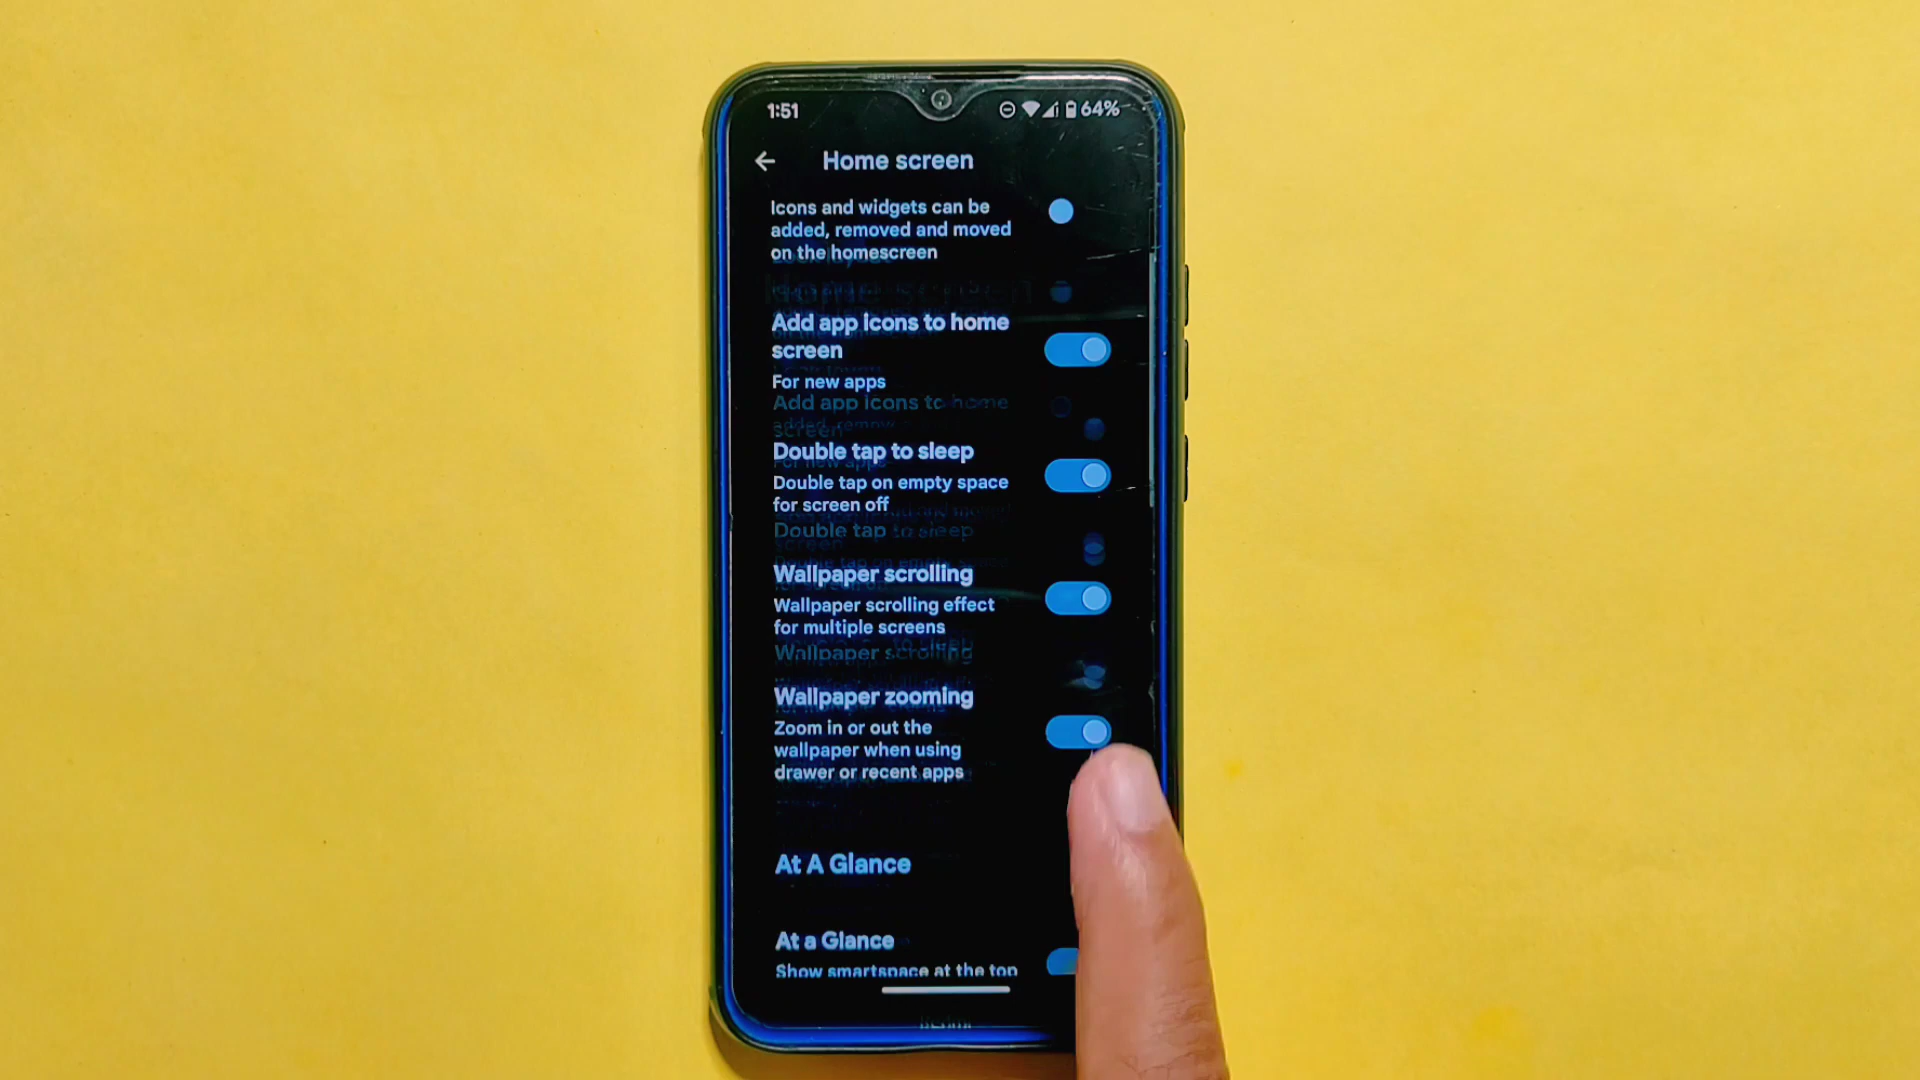 1:51
64%
Home screen
Icons and widgets can be
added, removed and moved
on the homescreen
Add app icons to home
screen
For new apps
Double tap to sleep
Double tap on empty space
for screen off
Wallpaper scrolling
Wallpaper scrolling effect
for multiple screens
Wallpaper zooming
Zoom in or out the
wallpaper when using
drawer or recent apps
At A Glance
At a Glance
Show smartspace at the top